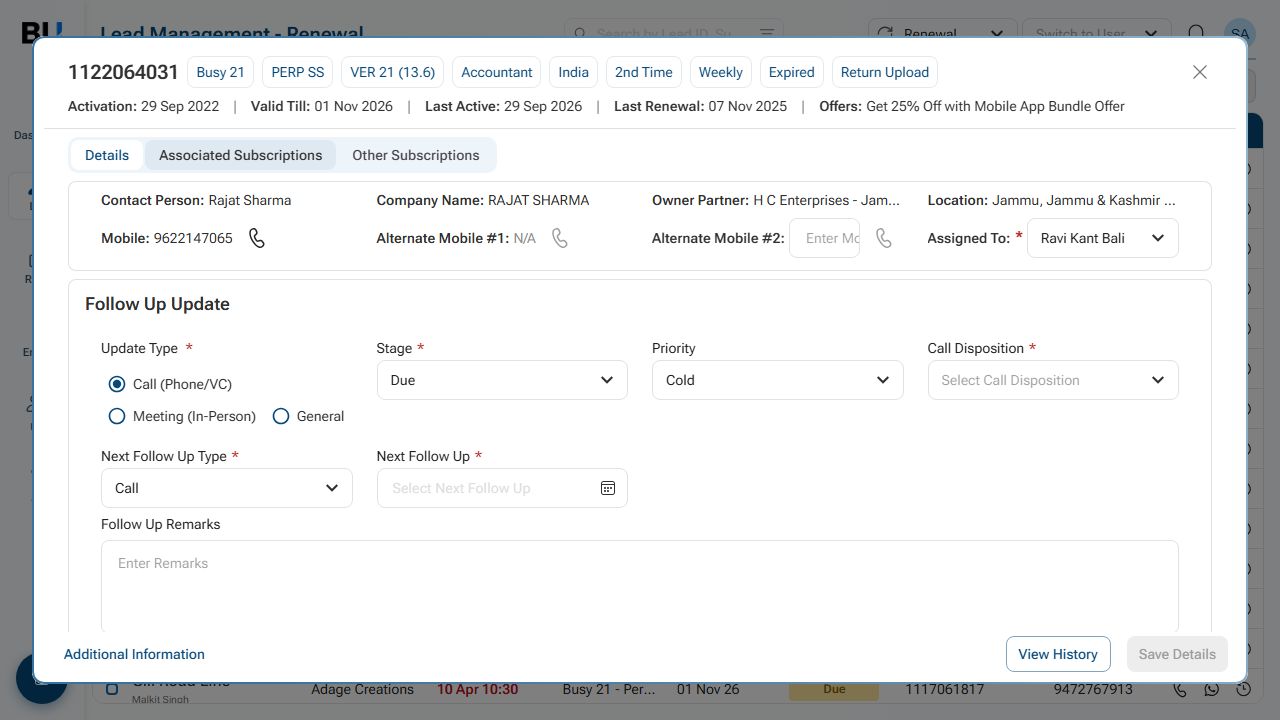 Lead Management - Renewal
Search by Lead ID, Su
Renewal
Switch to User
SA
1122064031 Busy 21 PERP SS VER 21 (13.6) Accountant India 2nd Time Weekly Expired Return Upload
Activation: 29 Sep 2022 | Valid Till: 01 Nov 2026 | Last Active: 29 Sep 2026 | Last Renewal: 07 Nov 2025 | Offers: Get 25% Off with Mobile App Bundle Offer
Details Associated Subscriptions Other Subscriptions
Contact Person: Rajat Sharma Company Name: RAJAT SHARMA Owner Partner: H C Enterprises - Jam... Location: Jammu, Jammu & Kashmir ...
Mobile: 9622147065 Alternate Mobile #1: N/A Alternate Mobile #2: Enter Mo Assigned To: * Ravi Kant Bali
Follow Up Update
Update Type * Stage * Priority Call Disposition *
Call (Phone/VC) Due Cold Select Call Disposition
Meeting (In-Person) General
Next Follow Up Type * Next Follow Up *
Call Select Next Follow Up
Follow Up Remarks
Enter Remarks
Additional Information View History Save Details
Adage Creations 10 Apr 10:30 Busy 21 - Per... 01 Nov 26 Due 1117061817 9472767913
Malkit Singh